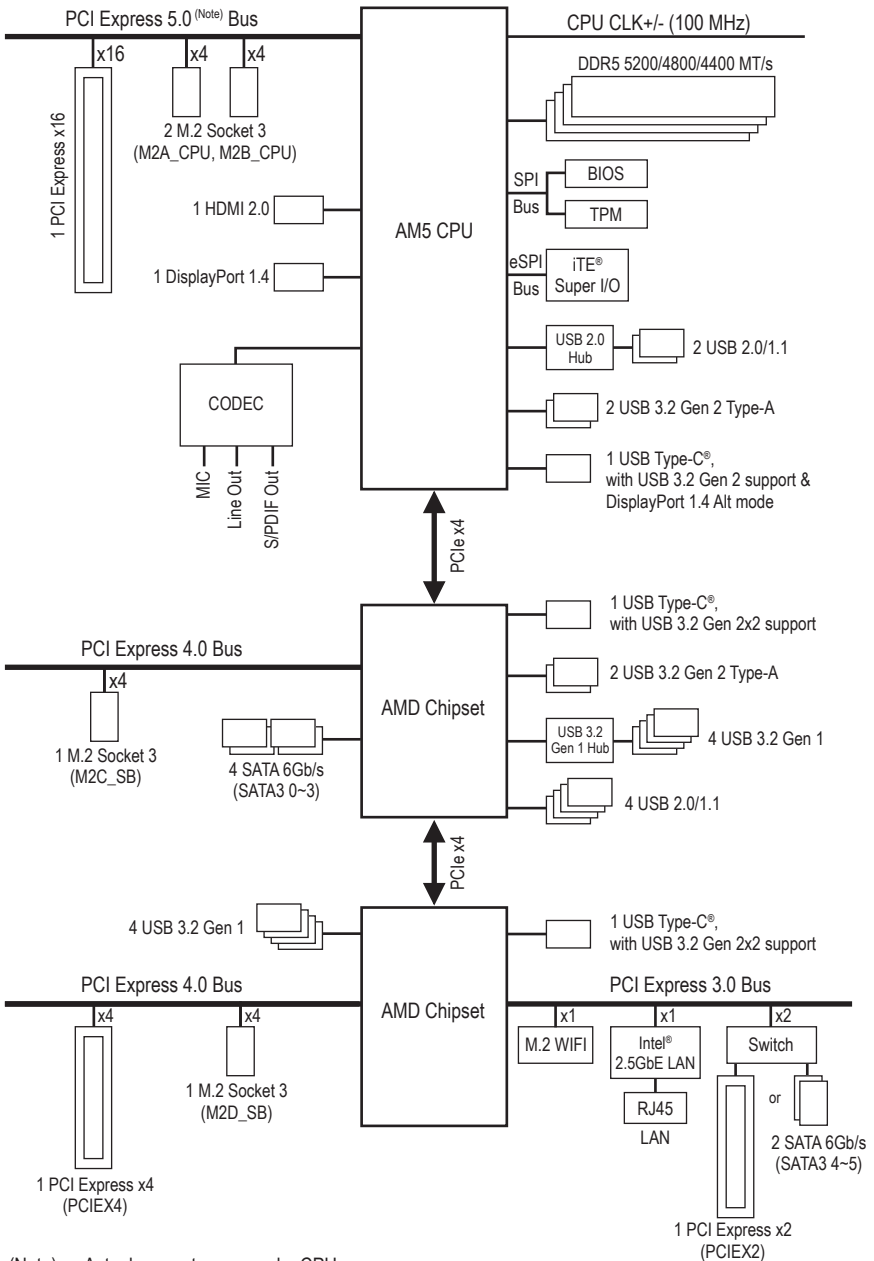 PCI Express 5.0 (Note) Bus
CPU CLK+/- (100 MHz)
x16
x4
x4
DDR5 5200/4800/4400 MT/s
1 PCI Express x16
2 M.2 Socket 3
(M2A_CPU, M2B_CPU)
SPI
Bus
BIOS
TPM
1 HDMI 2.0
AM5 CPU
eSPI
Bus
iTE®
Super I/O
1 DisplayPort 1.4
USB 2.0
Hub
2 USB 2.0/1.1
CODEC
2 USB 3.2 Gen 2 Type-A
MIC
Line Out
S/PDIF Out
1 USB Type-C®,
with USB 3.2 Gen 2 support &
DisplayPort 1.4 Alt mode
PCIe x4
1 USB Type-C®,
with USB 3.2 Gen 2x2 support
PCI Express 4.0 Bus
x4
2 USB 3.2 Gen 2 Type-A
AMD Chipset
1 M.2 Socket 3
(M2C_SB)
4 SATA 6Gb/s
(SATA3 0~3)
USB 3.2
Gen 1 Hub
4 USB 3.2 Gen 1
4 USB 2.0/1.1
PCIe x4
4 USB 3.2 Gen 1
1 USB Type-C®,
with USB 3.2 Gen 2x2 support
PCI Express 4.0 Bus
PCI Express 3.0 Bus
AMD Chipset
x4
x4
x1
x1
x2
M.2 WIFI
Intel®
2.5GbE LAN
Switch
1 M.2 Socket 3
(M2D_SB)
RJ45
LAN
or
2 SATA 6Gb/s
(SATA3 4~5)
1 PCI Express x4
(PCIEX4)
1 PCI Express x2
(PCIEX2)